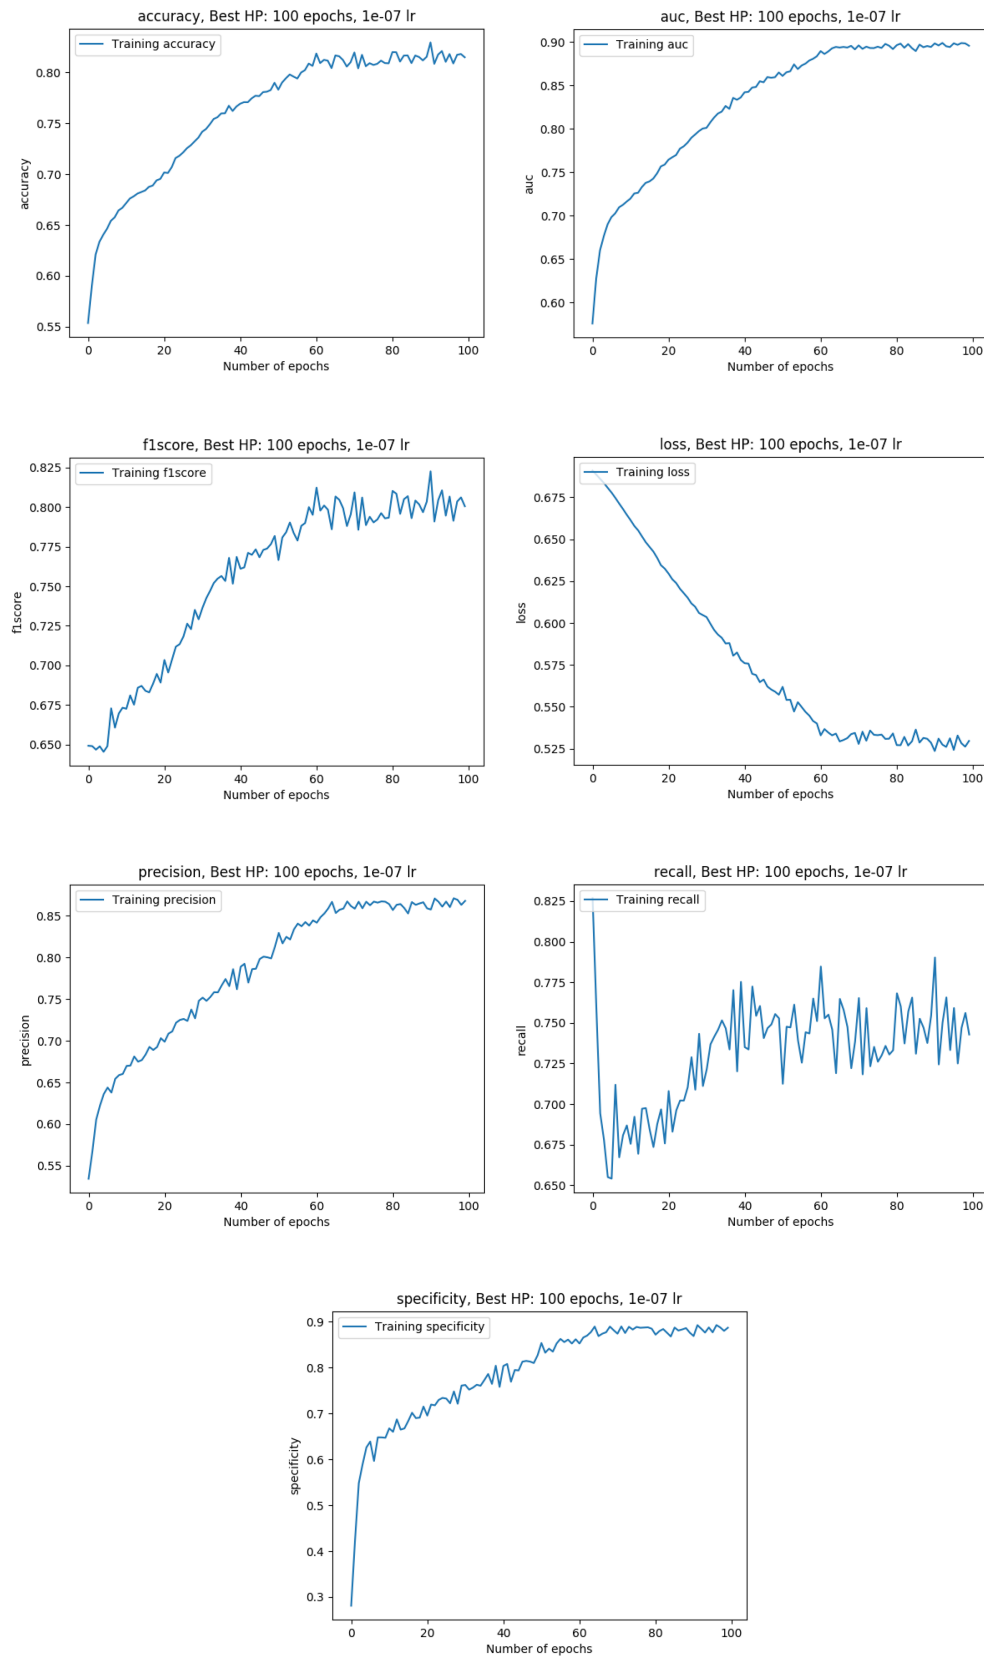 accuracy, Best HP: 100 epochs, 1e-07 lr
Training accuracy
0.80
0.75
0.70
0.65
0.60
0.55
accuracy
0 20 40 60 80 100
Number of epochs
auc, Best HP: 100 epochs, 1e-07 lr
Training auc
0.90
0.85
0.80
0.75
0.70
0.65
0.60
auc
0 20 40 60 80 100
Number of epochs
f1score, Best HP: 100 epochs, 1e-07 lr
Training f1score
0.825
0.800
0.775
0.750
0.725
0.700
0.675
0.650
f1score
0 20 40 60 80 100
Number of epochs
loss, Best HP: 100 epochs, 1e-07 lr
Training loss
0.675
0.650
0.625
0.600
0.575
0.550
0.525
loss
0 20 40 60 80 100
Number of epochs
precision, Best HP: 100 epochs, 1e-07 lr
Training precision
0.85
0.80
0.75
0.70
0.65
0.60
0.55
precision
0 20 40 60 80 100
Number of epochs
recall, Best HP: 100 epochs, 1e-07 lr
Training recall
0.825
0.800
0.775
0.750
0.725
0.700
0.675
0.650
recall
0 20 40 60 80 100
Number of epochs
specificity, Best HP: 100 epochs, 1e-07 lr
Training specificity
0.9
0.8
0.7
0.6
0.5
0.4
0.3
specificity
0 20 40 60 80 100
Number of epochs